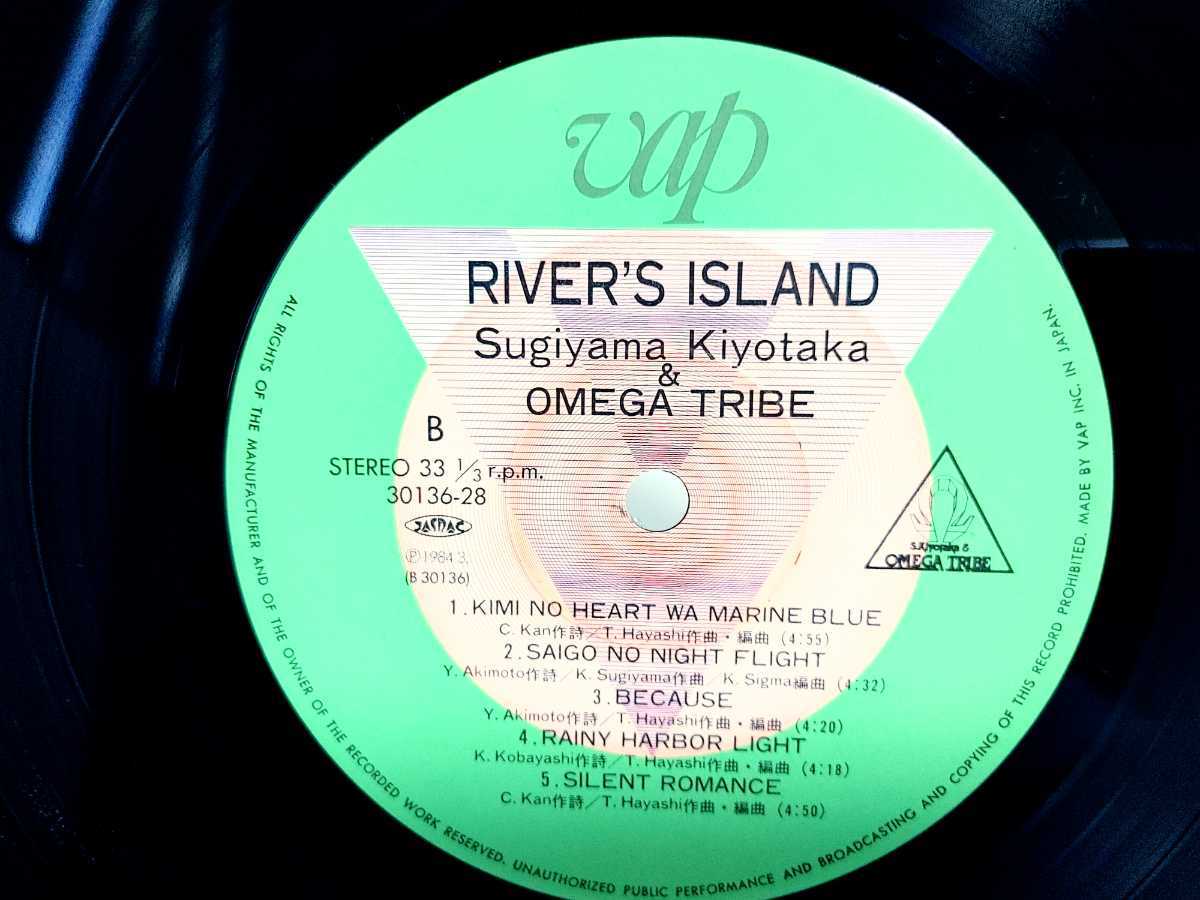 vap
RIVER'S ISLAND
Sugiyama Kiyotaka
&
OMEGA TRIBE
B
STEREO 33 1/3 r.p.m.
30136-28
JASRAC
Ⓟ1984.3.
(B 30136)
S.Kiyotaka &
OMEGA TRIBE
1.KIMI NO HEART WA MARINE BLUE
C. Kan作詩／T. Hayashi作曲・編曲 (4:55)
2.SAIGO NO NIGHT FLIGHT
Y. Akimoto作詩／K. Sugiyama作曲／K. Sigma編曲 (4:32)
3.BECAUSE
Y. Akimoto作詩／T. Hayashi作曲・編曲 (4:20)
4.RAINY HARBOR LIGHT
K. Kobayashi作詩／T. Hayashi作曲・編曲 (4:18)
5.SILENT ROMANCE
C. Kan作詩／T. Hayashi作曲・編曲 (4:50)
ALL RIGHTS OF THE MANUFACTURER AND OF THE OWNER OF THE RECORDED WORK RESERVED. UNAUTHORIZED PUBLIC PERFORMANCE AND BROADCASTING AND COPYING OF THIS RECORD PROHIBITED. MADE BY VAP INC. IN JAPAN.